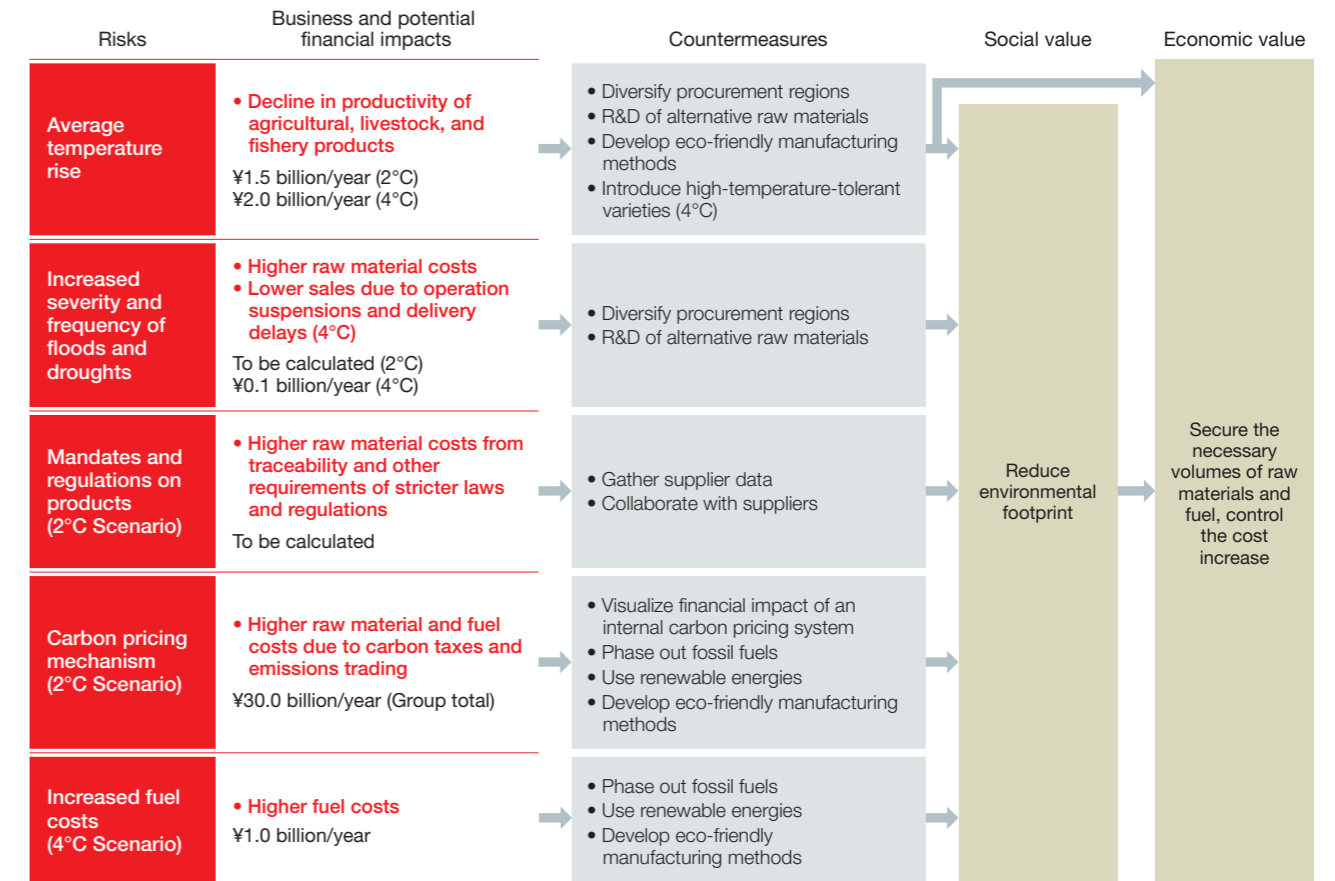 Risks
Business and potential
financial impacts
Countermeasures
Social value
Economic value
Average
temperature
rise
• Decline in productivity of
agricultural, livestock, and
fishery products
¥1.5 billion/year (2°C)
¥2.0 billion/year (4°C)
• Diversify procurement regions
• R&D of alternative raw materials
• Develop eco-friendly manufacturing
methods
• Introduce high-temperature-tolerant
varieties (4°C)
Increased
severity and
frequency of
floods and
droughts
• Higher raw material costs
• Lower sales due to operation
suspensions and delivery
delays (4°C)
To be calculated (2°C)
¥0.1 billion/year (4°C)
• Diversify procurement regions
• R&D of alternative raw materials
Mandates and
regulations on
products
(2°C Scenario)
• Higher raw material costs from
traceability and other
requirements of stricter laws
and regulations
To be calculated
• Gather supplier data
• Collaborate with suppliers
Carbon pricing
mechanism
(2°C Scenario)
• Higher raw material and fuel
costs due to carbon taxes and
emissions trading
¥30.0 billion/year (Group total)
• Visualize financial impact of an
internal carbon pricing system
• Phase out fossil fuels
• Use renewable energies
• Develop eco-friendly manufacturing
methods
Increased fuel
costs
(4°C Scenario)
• Higher fuel costs
¥1.0 billion/year
• Phase out fossil fuels
• Use renewable energies
• Develop eco-friendly
manufacturing methods
Reduce
environmental
footprint
Secure the
necessary
volumes of raw
materials and
fuel, control
the cost
increase